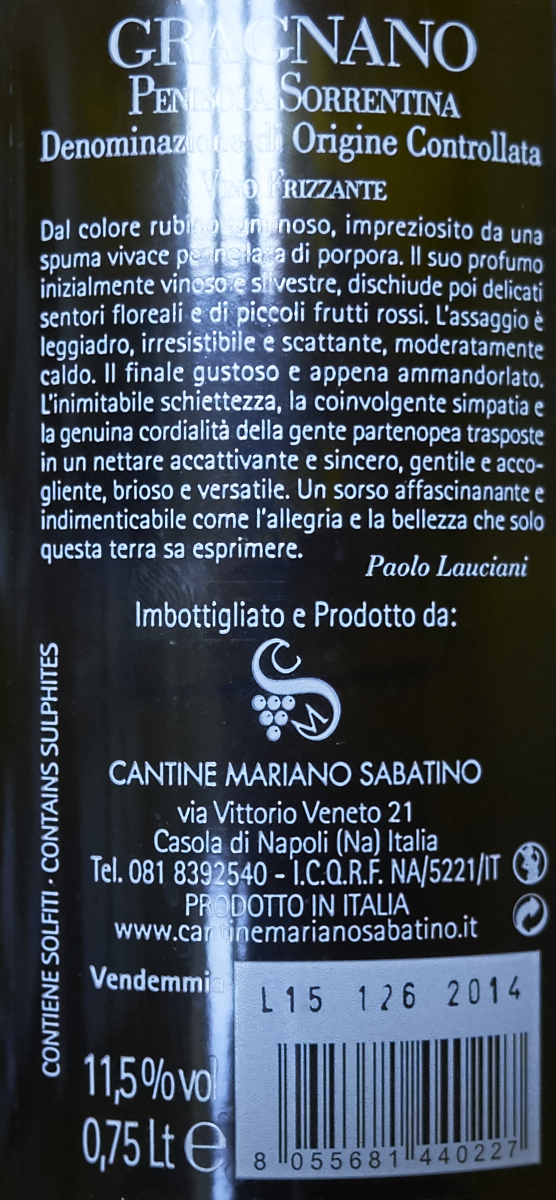 GRAGNANO
PENISOLA SORRENTINA
Denominazione di Origine Controllata
VINO FRIZZANTE
Dal colore rubino luminoso, impreziosito da una
spuma vivace pennellata di porpora. Il suo profumo
inizialmente vinoso e silvestre, dischiude poi delicati
sentori floreali e di piccoli frutti rossi. L'assaggio è
leggiadro, irresistibile e scattante, moderatamente
caldo. Il finale gustoso e appena ammandorlato.
L'inimitabile schiettezza, la coinvolgente simpatia e
la genuina cordialità della gente partenopea trasposte
in un nettare accattivante e sincero, gentile e acco-
gliente, brioso e versatile. Un sorso affascinanante e
indimenticabile come l'allegria e la bellezza che solo
questa terra sa esprimere.
Paolo Lauciani
Imbottigliato e Prodotto da:
CSM
CANTINE MARIANO SABATINO
via Vittorio Veneto 21
Casola di Napoli (Na) Italia
Tel. 081 8392540 - I.C.Q.R.F. NA/5221/IT
PRODOTTO IN ITALIA
www.cantinemarianosabatino.it
CONTIENE SOLFITI · CONTAINS SULPHITES
Vendemmia
L15 126 2014
11,5% vol
0,75 Lt e
8 055681 440227